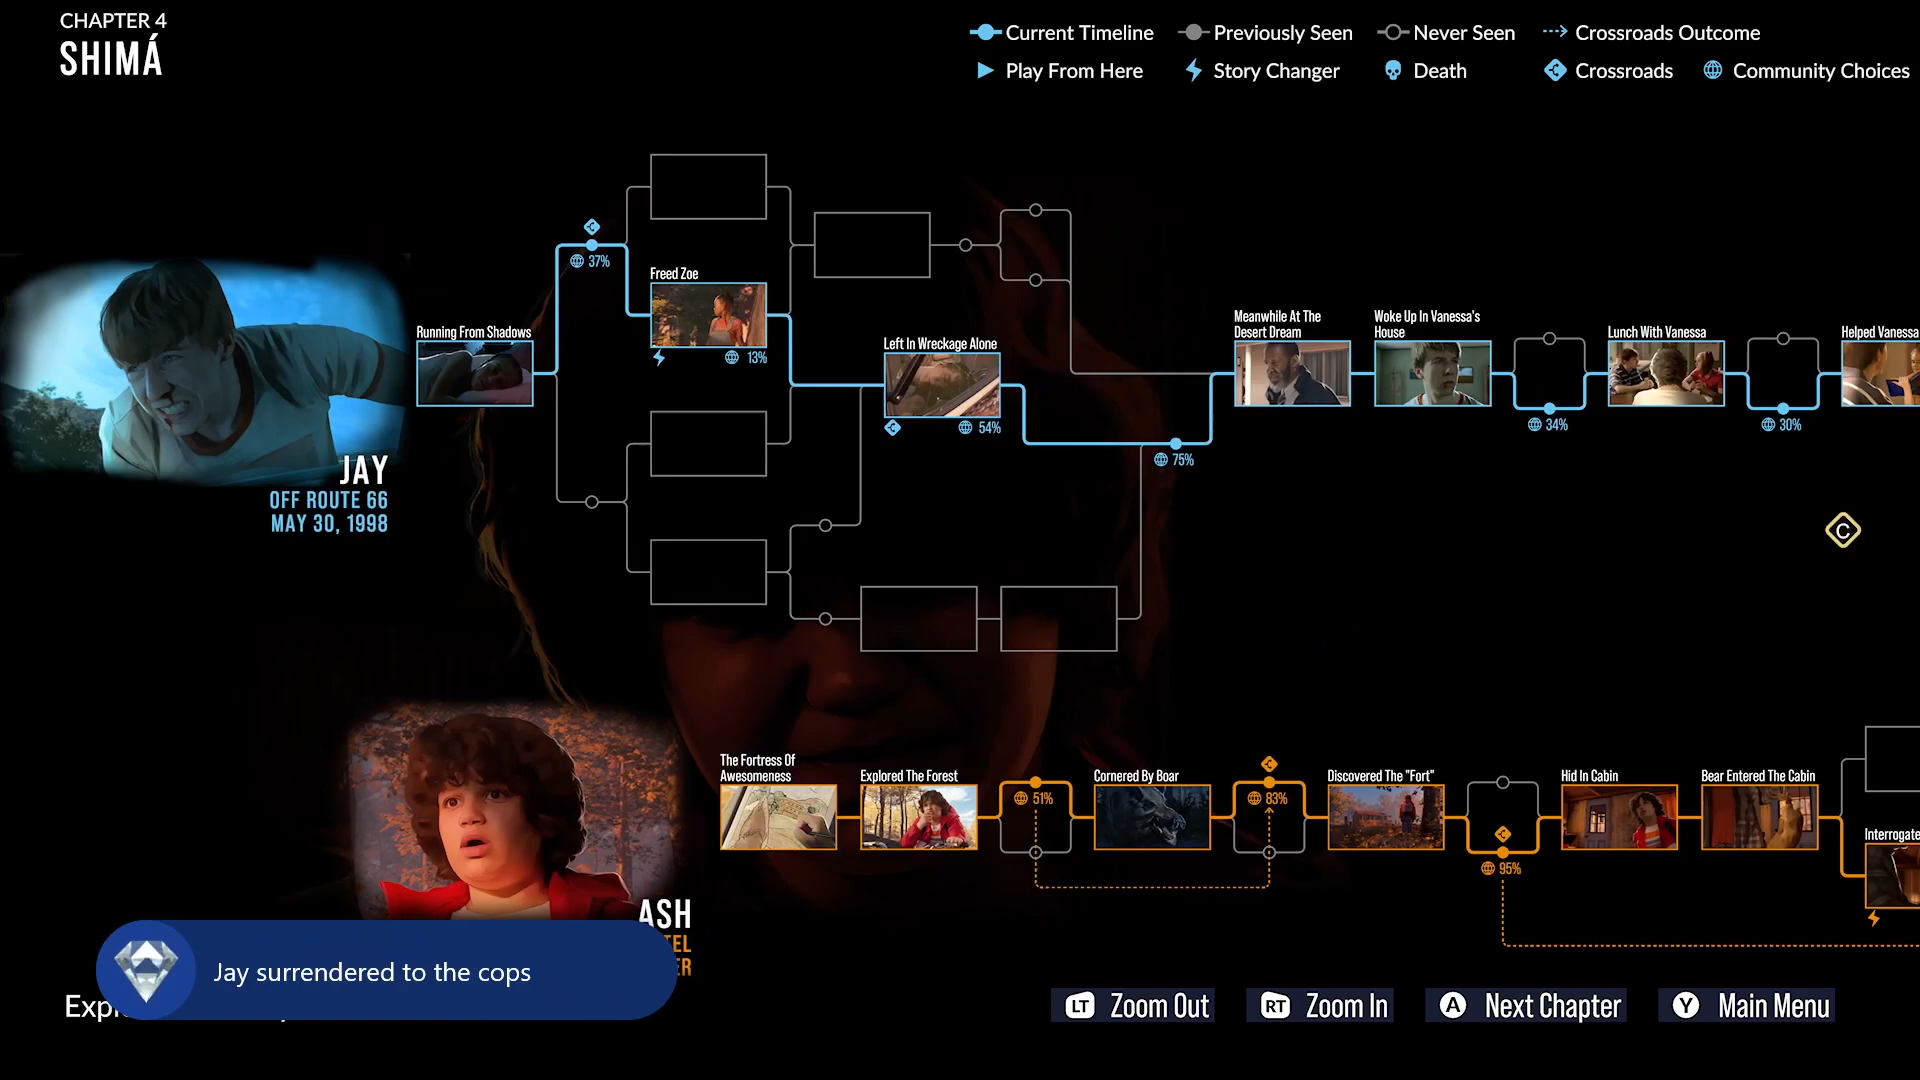 CHAPTER 4
SHIMÁ
Current Timeline
Previously Seen
Never Seen
Crossroads Outcome
Play From Here
Story Changer
Death
Crossroads
Community Choices
37%
Freed Zoe
13%
Running From Shadows
Left In Wreckage Alone
54%
75%
Meanwhile At The
Desert Dream
Woke Up In Vanessa's
House
34%
Lunch With Vanessa
30%
Helped Vanessa
JAY
OFF ROUTE 66
MAY 30, 1998
C
The Fortress Of
Awesomeness
Explored The Forest
51%
Cornered By Boar
83%
Discovered The "Fort"
95%
Hid In Cabin
Bear Entered The Cabin
Interrogate
ASH
TEL
ER
Jay surrendered to the cops
Exp
LT Zoom Out
RT Zoom In
A Next Chapter
Y Main Menu